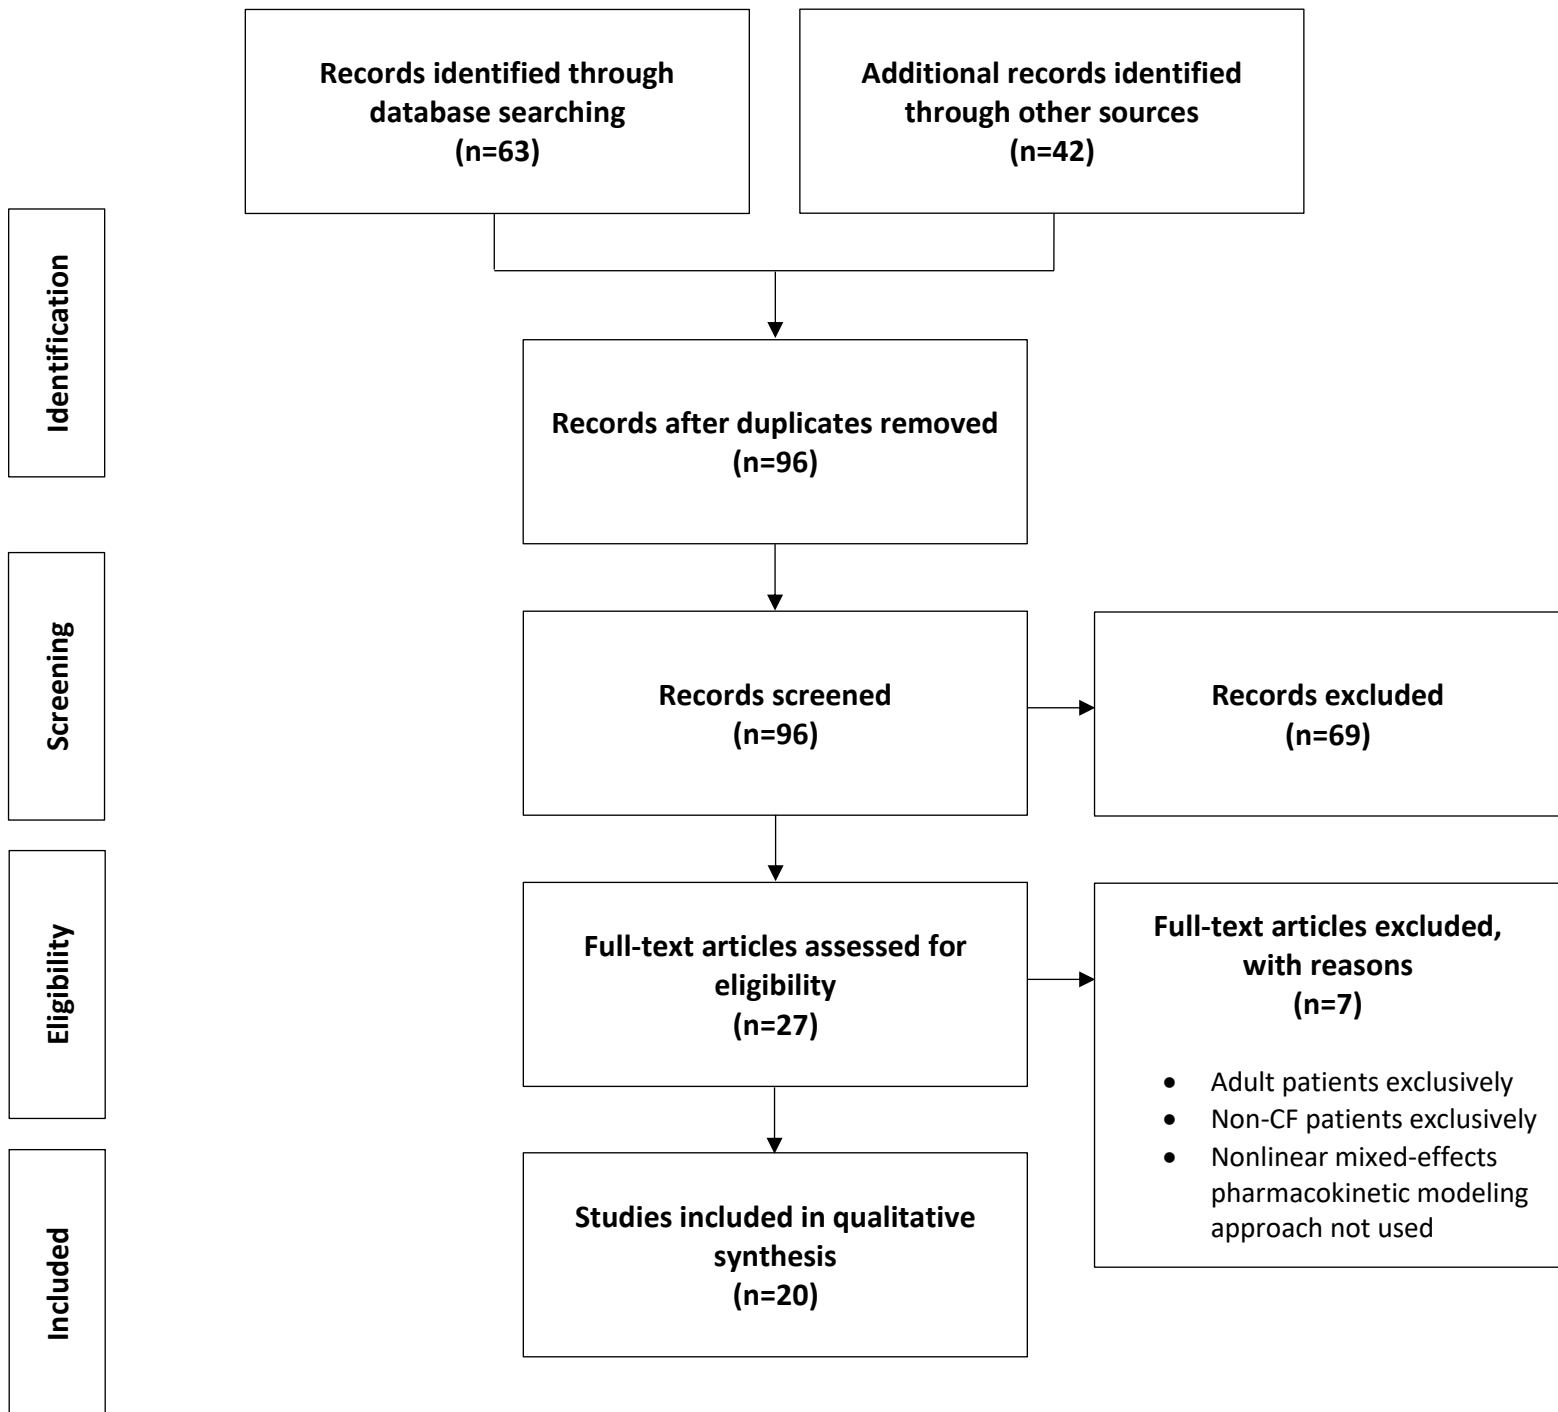 Records identified through
database searching
(n=63)
Additional records identified
through other sources
(n=42)
Identification
Records after duplicates removed
(n=96)
Screening
Records screened
(n=96)
Records excluded
(n=69)
Eligibility
Full-text articles assessed for
eligibility
(n=27)
Full-text articles excluded,
with reasons
(n=7)
• Adult patients exclusively
• Non-CF patients exclusively
• Nonlinear mixed-effects
pharmacokinetic modeling
approach not used
Included
Studies included in qualitative
synthesis
(n=20)